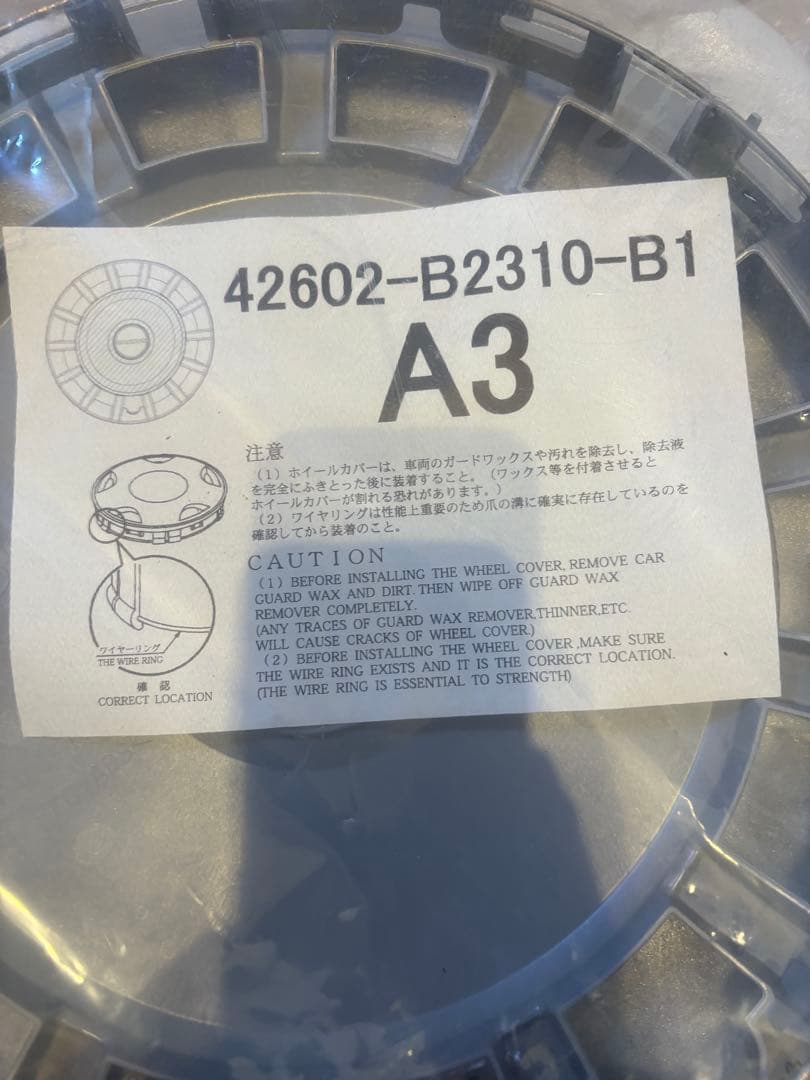 42602-B2310-B1
A3
注意
(1)ホイールカバーは、車両のガードワックスや汚れを除去し、除去液
を完全にふきとった後に装着すること。(ワックス等を付着させると
ホイールカバーが割れる恐れがあります。)
(2)ワイヤリングは性能上重要のため爪の溝に確実に存在しているのを
確認してから装着のこと。
CAUTION
(1) BEFORE INSTALLING THE WHEEL COVER, REMOVE CAR
GUARD WAX AND DIRT. THEN WIPE OFF GUARD WAX
REMOVER COMPLETELY.
(ANY TRACES OF GUARD WAX REMOVER,THINNER,ETC.
WILL CAUSE CRACKS OF WHEEL COVER.)
(2) BEFORE INSTALLING THE WHEEL COVER ,MAKE SURE
THE WIRE RING EXISTS AND IT IS THE CORRECT LOCATION.
(THE WIRE RING IS ESSENTIAL TO STRENGTH)
ワイヤーリング
THE WIRE RING
確 認
CORRECT LOCATION